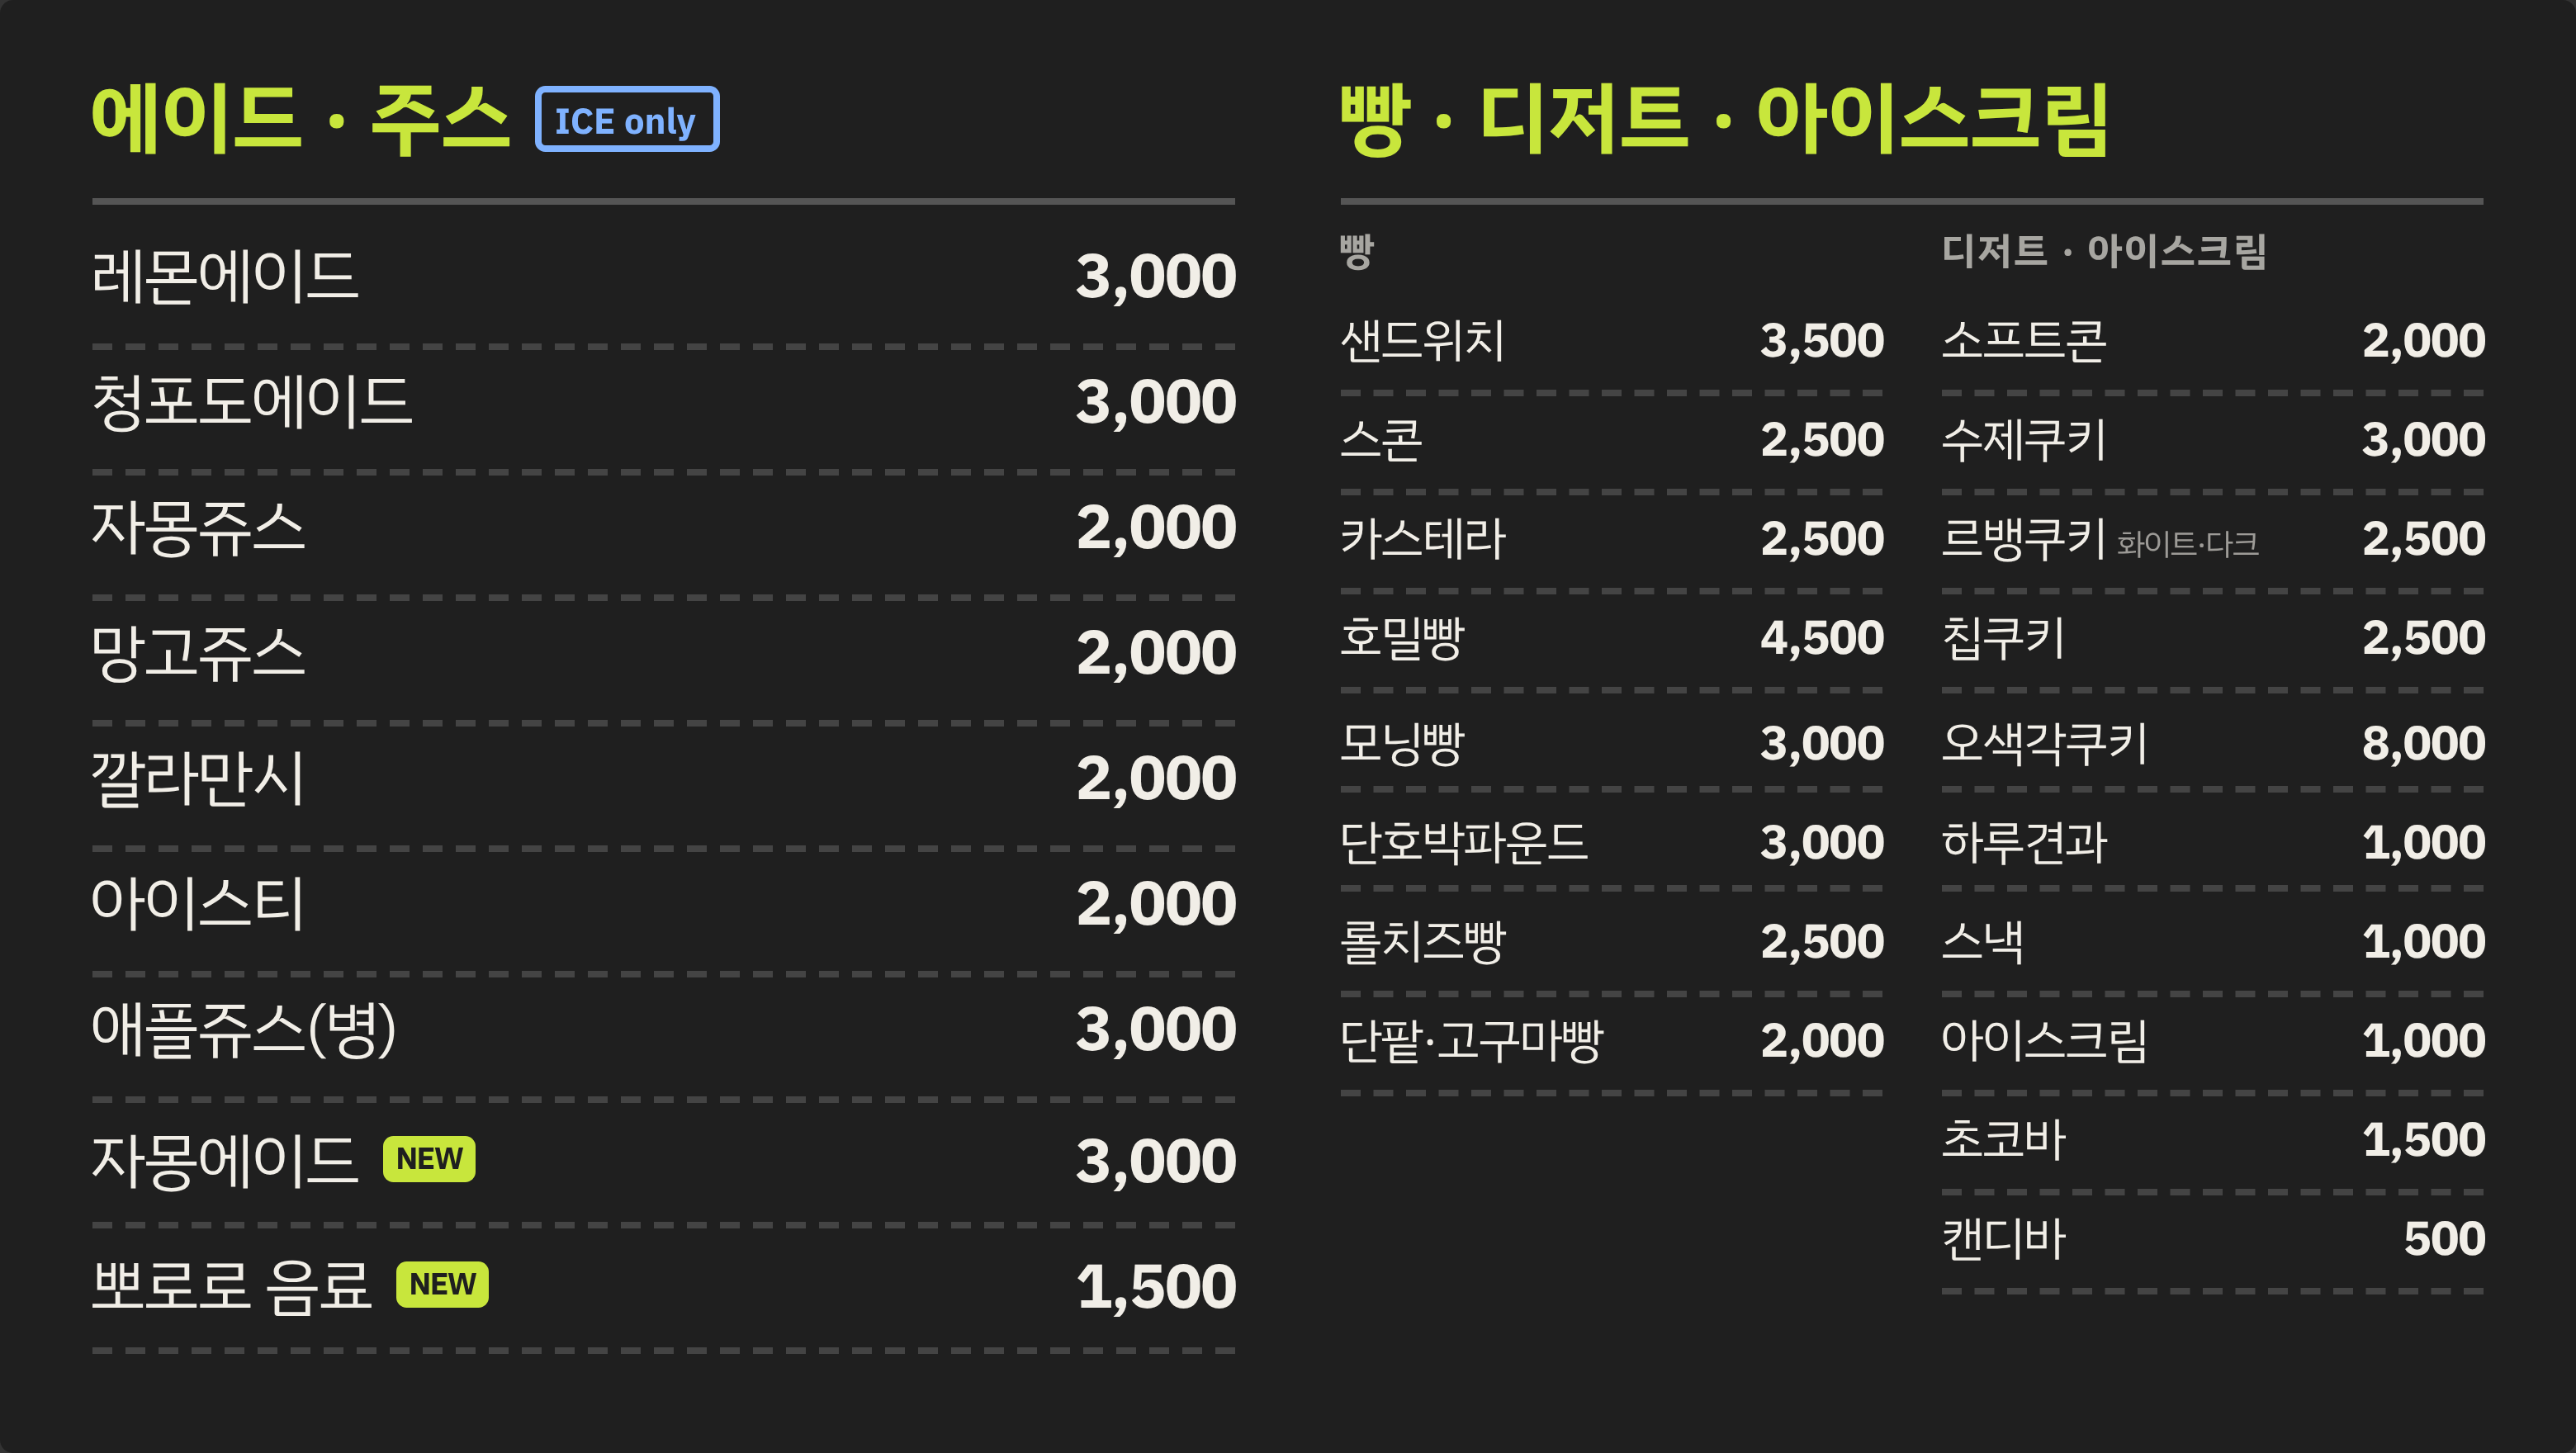 에이드 · 주스 ICE only
레몬에이드 3,000
청포도에이드 3,000
자몽쥬스 2,000
망고쥬스 2,000
깔라만시 2,000
아이스티 2,000
애플쥬스(병) 3,000
자몽에이드 NEW 3,000
뽀로로 음료 NEW 1,500
빵 · 디저트 · 아이스크림
빵
샌드위치 3,500
스콘 2,500
카스테라 2,500
호밀빵 4,500
모닝빵 3,000
단호박파운드 3,000
롤치즈빵 2,500
단팥·고구마빵 2,000
디저트 · 아이스크림
소프트콘 2,000
수제쿠키 3,000
르뱅쿠키 화이트·다크 2,500
칩쿠키 2,500
오색각쿠키 8,000
하루견과 1,000
스낵 1,000
아이스크림 1,000
초코바 1,500
캔디바 500